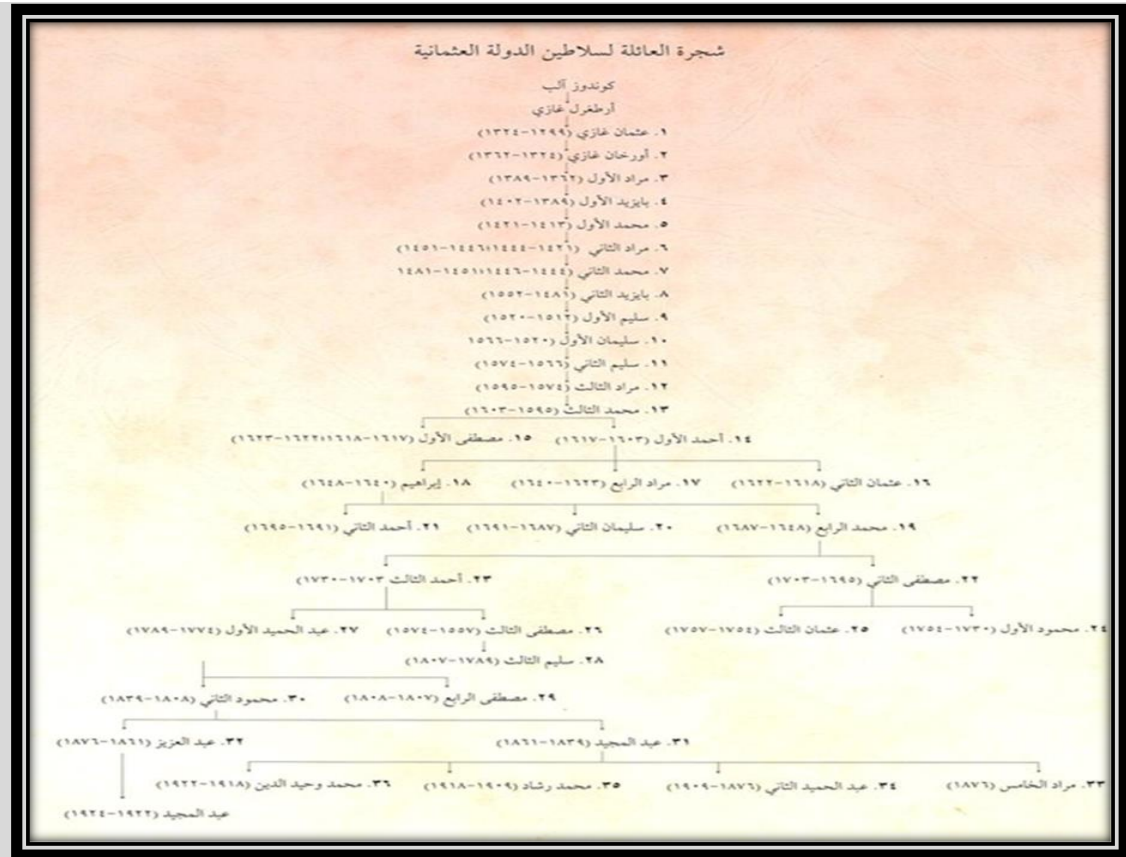 شجرة العائلة لسلاطين الدولة العثمانية
كوندوز آلب
أرطغرل غازي
١. عثمان غازي (١٢٩٩-١٣٢٤)
٢. أورخان غازي (١٣٢٤-١٣٦٢)
٣. مراد الأول (١٣٦٢-١٣٨٩)
٤. بايزيد الأول (١٣٨٩-١٤٠٢)
٥. محمد الأول (١٤١٣-١٤٢١)
٦. مراد الثاني (١٤٢١-١٤٤٤؛١٤٤٦-١٤٥١)
٧. محمد الثاني (١٤٤٤-١٤٤٦؛١٤٥١-١٤٨١
٨. بايزيد الثاني (١٤٨١-١٥٥٢)
٩. سليم الأول (١٥١٢-١٥٢٠)
١٠. سليمان الأول (١٥٢٠-١٥٦٦
١١. سليم الثاني (١٥٦٦-١٥٧٤)
١٢. مراد الثالث (١٥٧٤-١٥٩٥)
١٣. محمد الثالث (١٥٩٥-١٦٠٣)
١٤. أحمد الأول (١٦٠٣-١٦١٧) ١٥. مصطفى الأول (١٦١٧-١٦١٨؛١٦٢٢-١٦٢٣)
١٦. عثمان الثاني (١٦١٨-١٦٢٢) ١٧. مراد الرابع (١٦٢٣-١٦٤٠) ١٨. إبراهيم (١٦٤٠-١٦٤٨)
١٩. محمد الرابع (١٦٤٨-١٦٨٧) ٢٠. سليمان الثاني (١٦٨٧-١٦٩١) ٢١. أحمد الثاني (١٦٩١-١٦٩٥)
٢٢. مصطفى الثاني (١٦٩٥-١٧٠٣) ٢٣. أحمد الثالث ١٧٠٣-١٧٣٠)
٢٤. محمود الأول (١٧٣٠-١٧٥٤) ٢٥. عثمان الثالث (١٧٥٤-١٧٥٧) ٢٦. مصطفى الثالث (١٥٥٧-١٥٧٤) ٢٧. عبد الحميد الأول (١٧٧٤-١٧٨٩)
٢٨. سليم الثالث (١٧٨٩-١٨٠٧)
٢٩. مصطفى الرابع (١٨٠٧-١٨٠٨) ٣٠. محمود الثاني (١٨٠٨-١٨٣٩)
٣١. عبد المجيد (١٨٣٩-١٨٦١) ٣٢. عبد العزيز (١٨٦١-١٨٧٦)
٣٣. مراد الخامس (١٨٧٦) ٣٤. عبد الحميد الثاني (١٨٧٦-١٩٠٩) ٣٥. محمد رشاد (١٩٠٩-١٩١٨) ٣٦. محمد وحيد الدين (١٩١٨-١٩٢٢)
عبد المجيد (١٩٢٢-١٩٢٤)